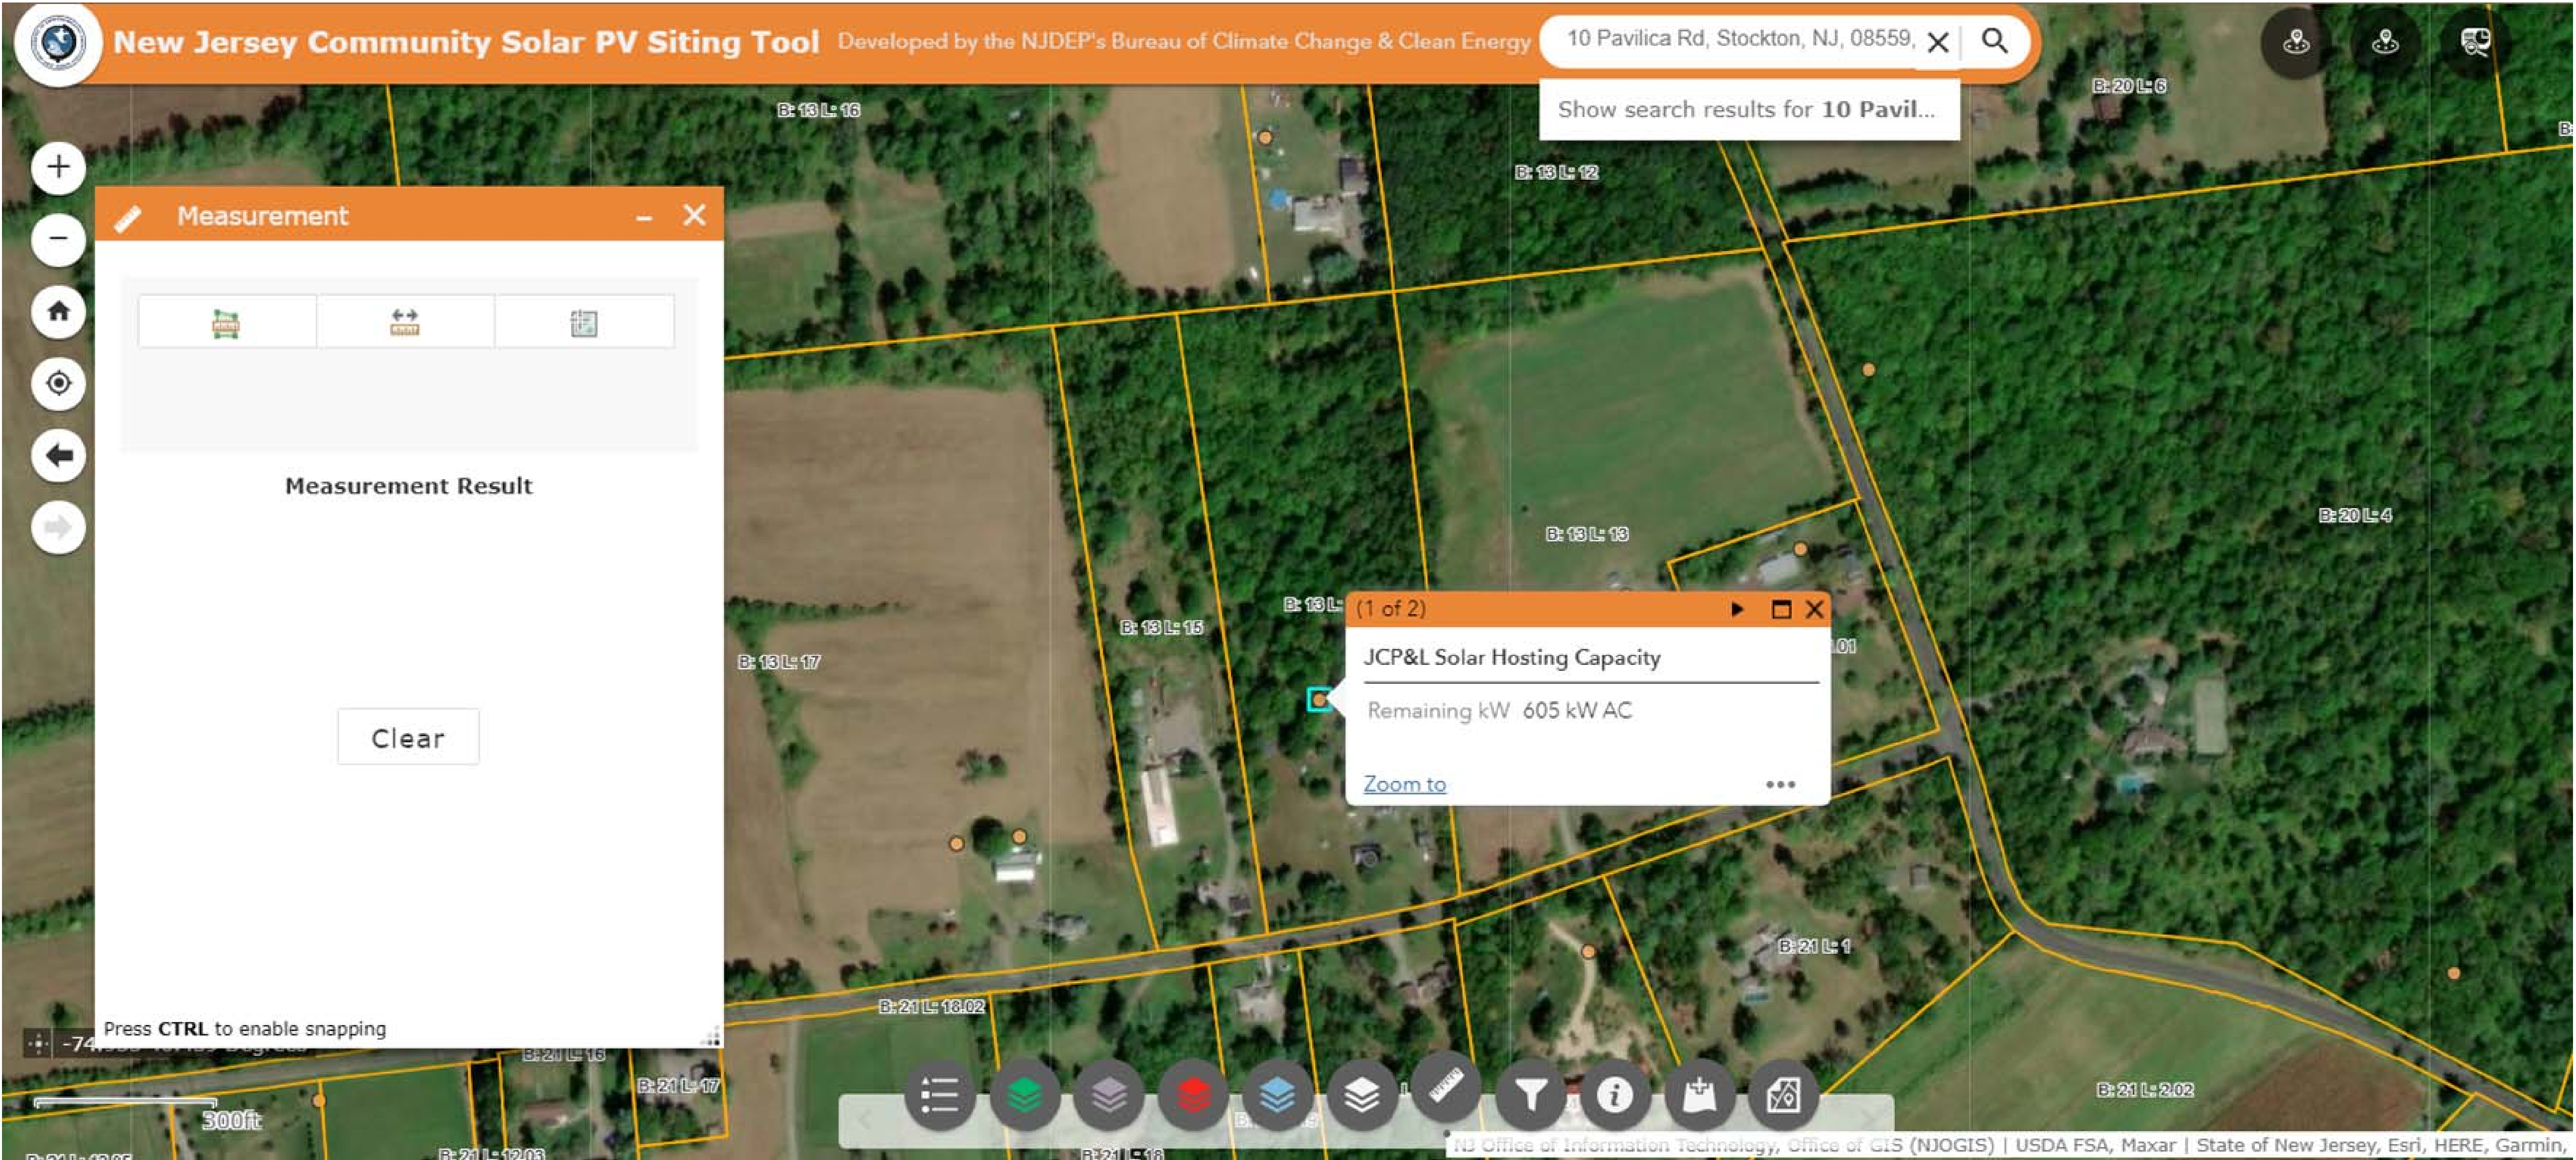 New Jersey Community Solar PV Siting Tool
Developed by the NJDEP's Bureau of Climate Change & Clean Energy
10 Pavilica Rd, Stockton, NJ, 08559,
Show search results for 10 Pavil...
B: 13 L: 16
B: 20 L: 6
B:
B: 13 L: 12
Measurement
Measurement Result
Clear
Press CTRL to enable snapping
B: 20 L: 4
B: 13 L: 13
B: 13 L:
B: 13 L: 15
B: 13 L: 17
(1 of 2)
JCP&L Solar Hosting Capacity
Remaining kW 605 kW AC
Zoom to
.01
B: 21 L: 1
B: 21 L: 18.02
-74.
B: 21 L: 16
B: 21 L: 17
B: 21 L: 2.02
300ft
B: 21 L: 12.03
B: 21 L: 18
NJ Office of Information Technology, Office of GIS (NJOGIS) | USDA FSA, Maxar | State of New Jersey, Esri, HERE, Garmin,